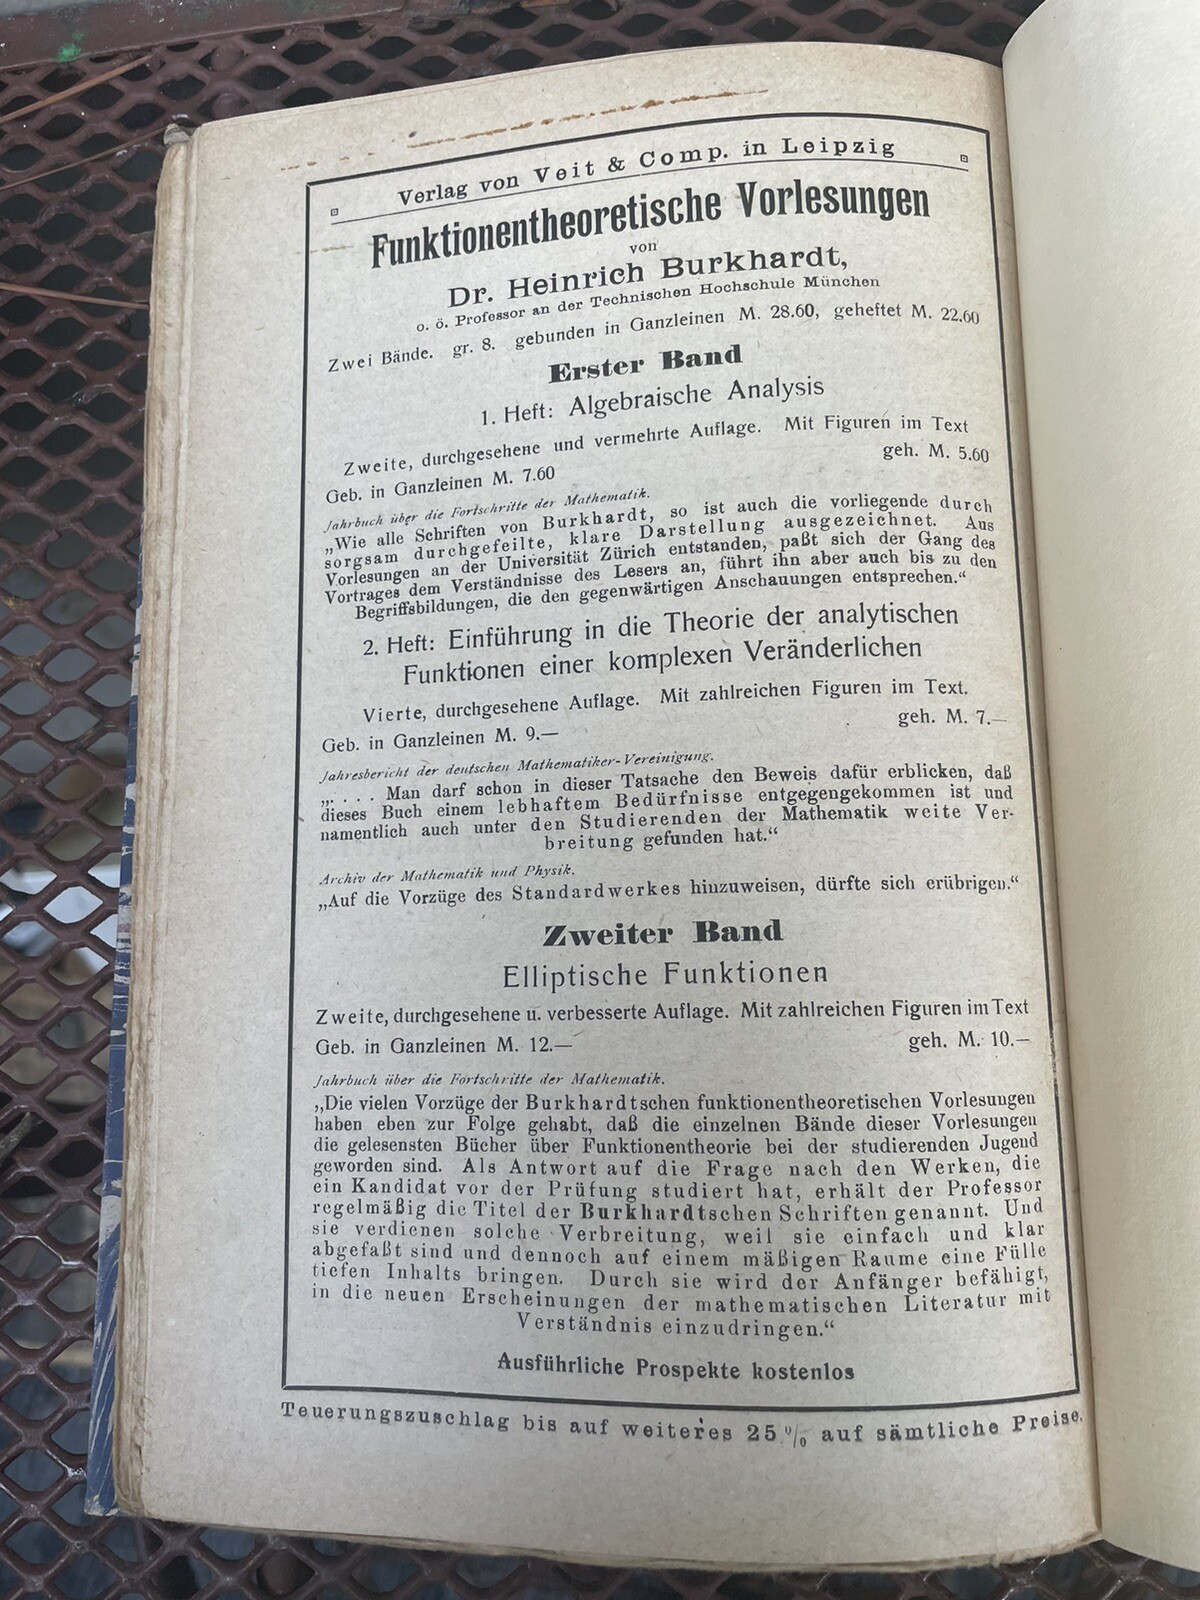 Verlag von Veit & Comp. in Leipzig
Funktionentheoretische Vorlesungen
von
Dr. Heinrich Burkhardt,
o. ö. Professor an der Technischen Hochschule München
Zwei Bände. gr. 8. gebunden in Ganzleinen M. 28.60, geheftet M. 22.60
Erster Band
1. Heft: Algebraische Analysis
Zweite, durchgesehene und vermehrte Auflage. Mit Figuren im Text
Geb. in Ganzleinen M. 7.60 geh. M. 5.60
Jahrbuch über die Fortschritte der Mathematik.
„Wie alle Schriften von Burkhardt, so ist auch die vorliegende durch
sorgsam durchgefeilte, klare Darstellung ausgezeichnet. Aus
Vorlesungen an der Universität Zürich entstanden, paßt sich der Gang des
Vortrages dem Verständnisse des Lesers an, führt ihn aber auch bis zu den
Begriffsbildungen, die den gegenwärtigen Anschauungen entsprechen.“
2. Heft: Einführung in die Theorie der analytischen
Funktionen einer komplexen Veränderlichen
Vierte, durchgesehene Auflage. Mit zahlreichen Figuren im Text.
Geb. in Ganzleinen M. 9.— geh. M. 7.—
Jahresbericht der deutschen Mathematiker-Vereinigung.
„. . . . Man darf schon in dieser Tatsache den Beweis dafür erblicken, daß
dieses Buch einem lebhaftem Bedürfnisse entgegengekommen ist und
namentlich auch unter den Studierenden der Mathematik weite Ver-
breitung gefunden hat.“
Archiv der Mathematik und Physik.
„Auf die Vorzüge des Standardwerkes hinzuweisen, dürfte sich erübrigen.“
Zweiter Band
Elliptische Funktionen
Zweite, durchgesehene u. verbesserte Auflage. Mit zahlreichen Figuren im Text
Geb. in Ganzleinen M. 12.— geh. M. 10.—
Jahrbuch über die Fortschritte der Mathematik.
„Die vielen Vorzüge der Burkhardtschen funktionentheoretischen Vorlesungen
haben eben zur Folge gehabt, daß die einzelnen Bände dieser Vorlesungen
die gelesensten Bücher über Funktionentheorie bei der studierenden Jugend
geworden sind. Als Antwort auf die Frage nach den Werken, die
ein Kandidat vor der Prüfung studiert hat, erhält der Professor
regelmäßig die Titel der Burkhardtschen Schriften genannt. Und
sie verdienen solche Verbreitung, weil sie einfach und klar
abgefaßt sind und dennoch auf einem mäßigen Raume eine Fülle
tiefen Inhalts bringen. Durch sie wird der Anfänger befähigt,
in die neuen Erscheinungen der mathematischen Literatur mit
Verständnis einzudringen.“
Ausführliche Prospekte kostenlos
Teuerungszuschlag bis auf weiteres 25% auf sämtliche Preise.